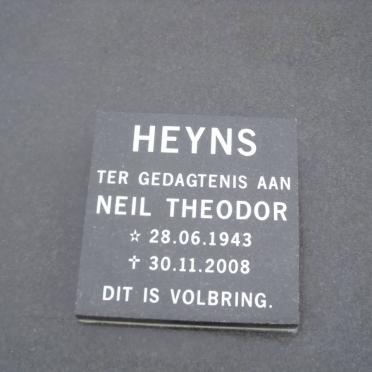 HEYNS
TER GEDAGTENIS AAN
NEIL THEODOR
☆ 28.06.1943
✝ 30.11.2008
DIT IS VOLBRING.